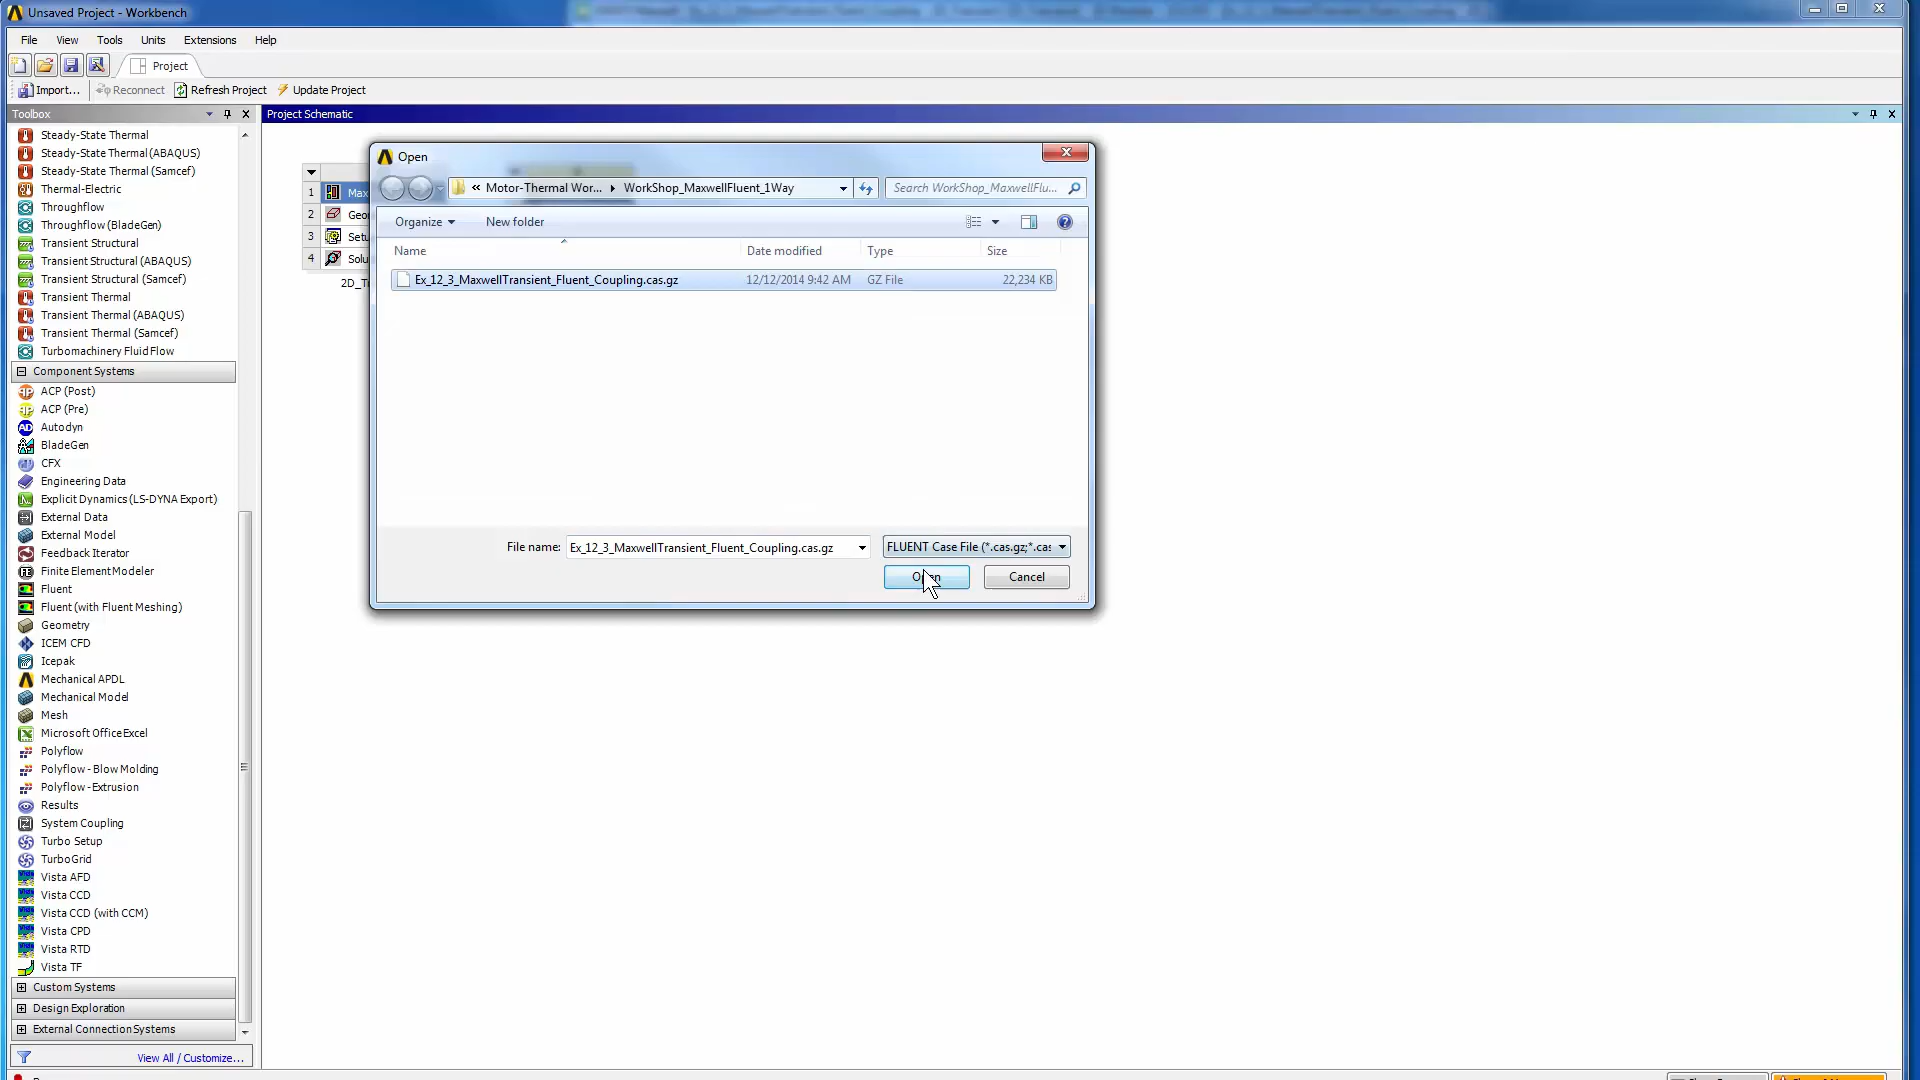 Unsaved Project - Workbench
File View Tools Units Extensions Help
Project
Import... Reconnect Refresh Project Update Project
Toolbox
Project Schematic
Steady-State Thermal
Steady-State Thermal (ABAQUS)
Steady-State Thermal (Samcef)
Thermal-Electric
Throughflow
Throughflow (BladeGen)
Transient Structural
Transient Structural (ABAQUS)
Transient Structural (Samcef)
Transient Thermal
Transient Thermal (ABAQUS)
Transient Thermal (Samcef)
Turbomachinery Fluid Flow
Component Systems
ACP (Post)
ACP (Pre)
Autodyn
BladeGen
CFX
Engineering Data
Explicit Dynamics (LS-DYNA Export)
External Data
External Model
Feedback Iterator
Finite Element Modeler
Fluent
Fluent (with Fluent Meshing)
Geometry
ICEM CFD
Icepak
Mechanical APDL
Mechanical Model
Mesh
Microsoft Office Excel
Polyflow
Polyflow - Blow Molding
Polyflow - Extrusion
Results
System Coupling
Turbo Setup
TurboGrid
Vista AFD
Vista CCD
Vista CCD (with CCM)
Vista CPD
Vista RTD
Vista TF
Custom Systems
Design Exploration
External Connection Systems
View All / Customize...
1 Max
2 Geo
3 Setu
4 Solu
2D_Tr
Open
« Motor-Thermal Wor... WorkShop_MaxwellFluent_1Way
Search WorkShop_MaxwellFlu...
Organize New folder
Name Date modified Type Size
Ex_12_3_MaxwellTransient_Fluent_Coupling.cas.gz 12/12/2014 9:42 AM GZ File 22,234 KB
File name: Ex_12_3_MaxwellTransient_Fluent_Coupling.cas.gz FLUENT Case File (*.cas.gz;*.cas
Open Cancel